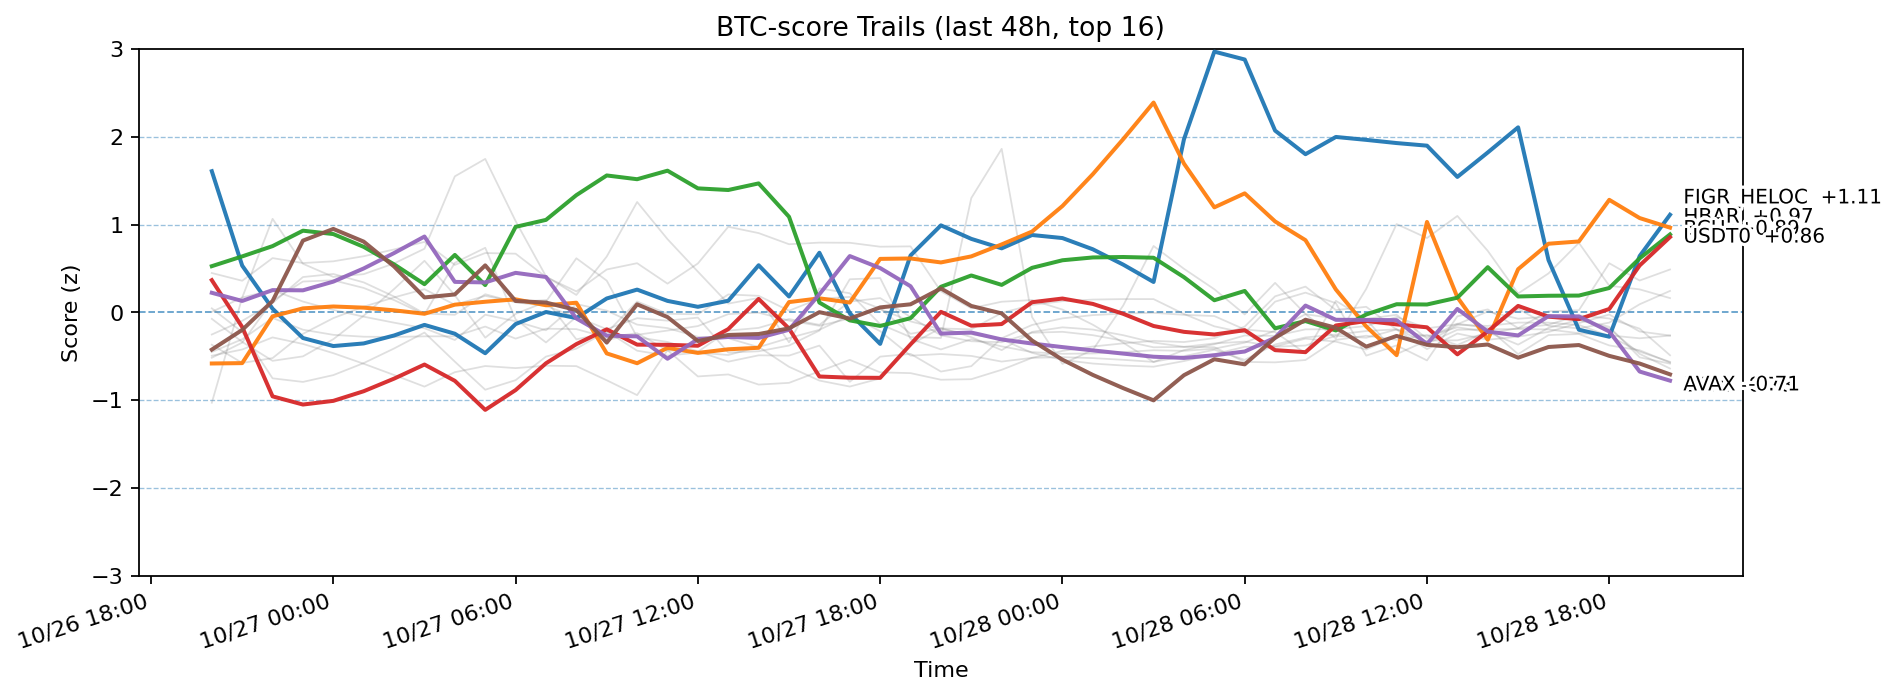 BTC-score Trails (last 48h, top 16)
3
2
1
0
−1
−2
−3
Score (z)
FIGR_HELOC +1.11
HBAR +0.97
USDT0 +0.86
AVAX -0.71
10/26 18:00
10/27 00:00
10/27 06:00
10/27 12:00
10/27 18:00
10/28 00:00
10/28 06:00
10/28 12:00
10/28 18:00
Time